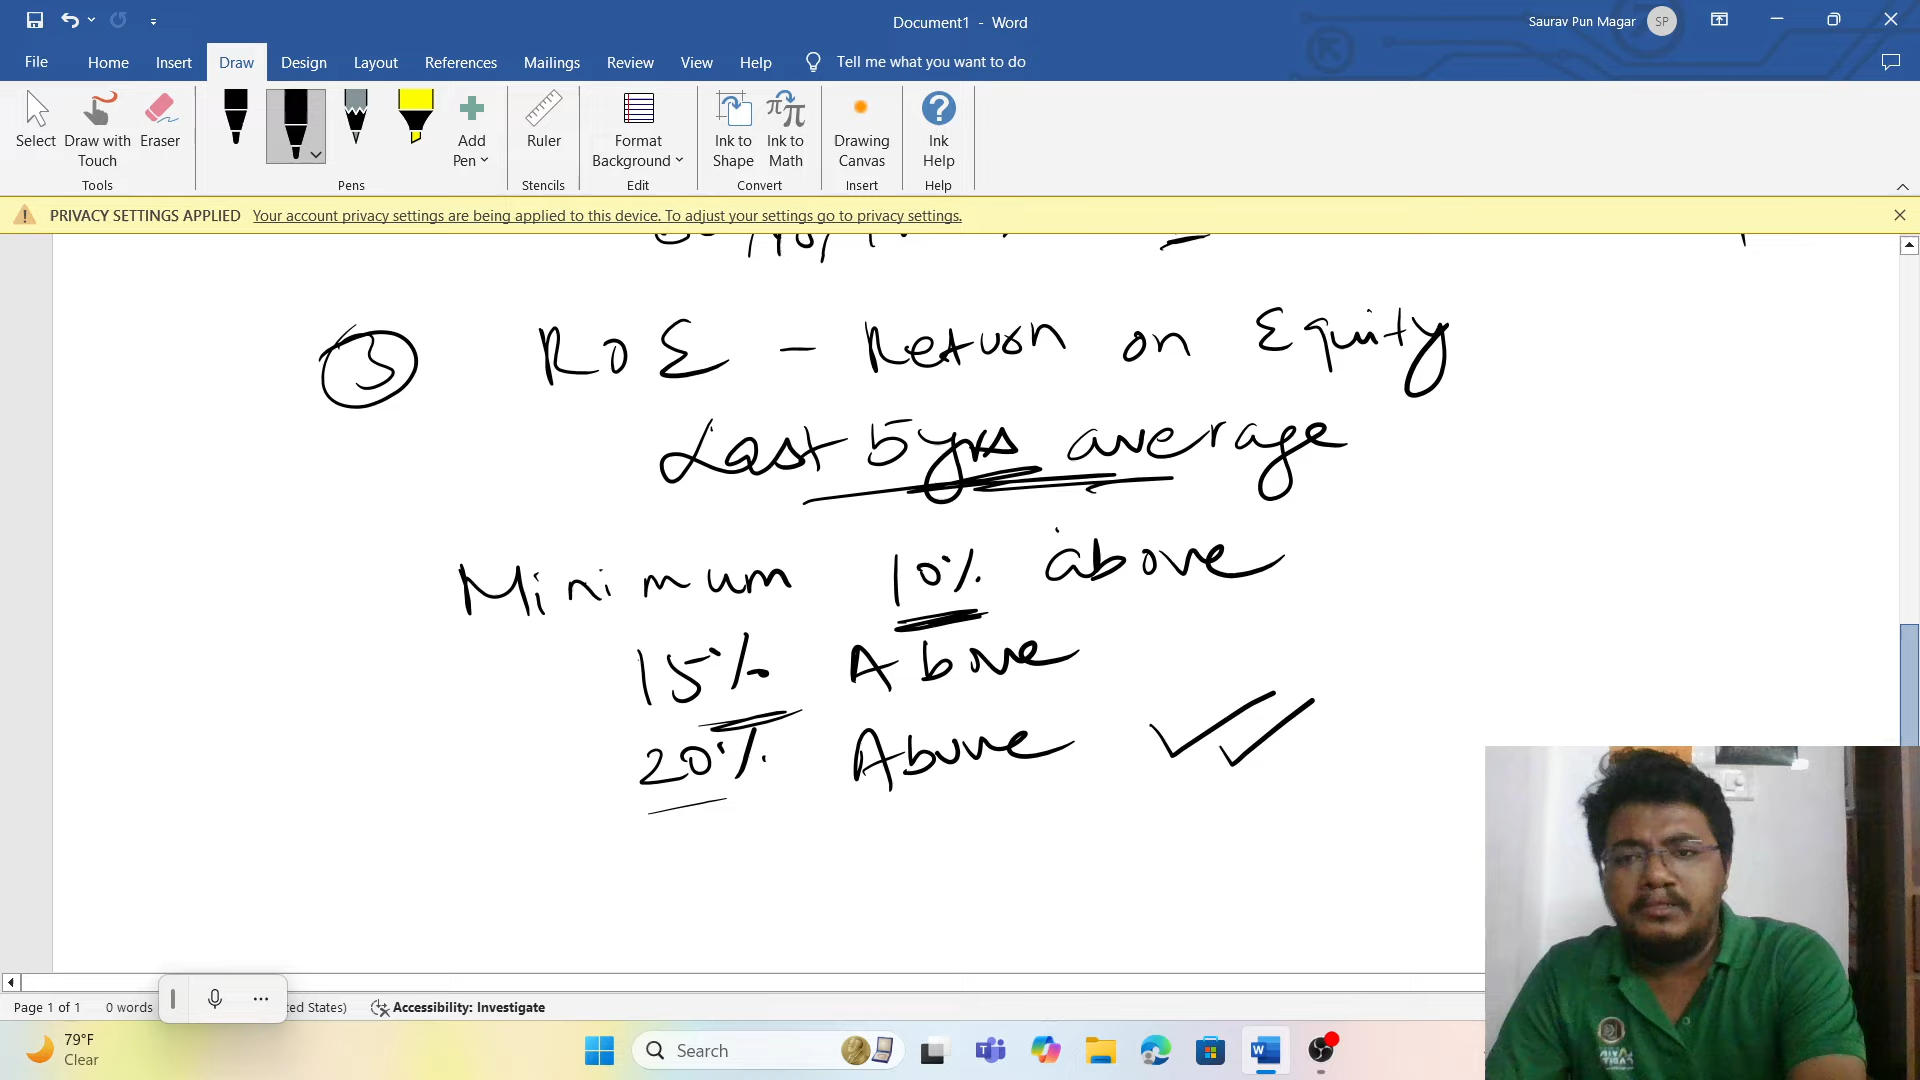 Document1 - Word
Saurav Pun Magar
SP
File Home Insert Draw Design Layout References Mailings Review View Help Tell me what you want to do
Select
Draw with Touch
Eraser
Add Pen
Ruler
Format Background
Ink to Shape
Ink to Math
Drawing Canvas
Ink Help
Tools Pens Stencils Edit Convert Insert Help
PRIVACY SETTINGS APPLIED Your account privacy settings are being applied to this device. To adjust your settings go to privacy settings.
3 ROE - Return on Equity
Last 5yrs average
Minimum 10% above
15% Above
20% Above
Page 1 of 1 0 words ted States) Accessibility: Investigate
79°F
Clear
Search